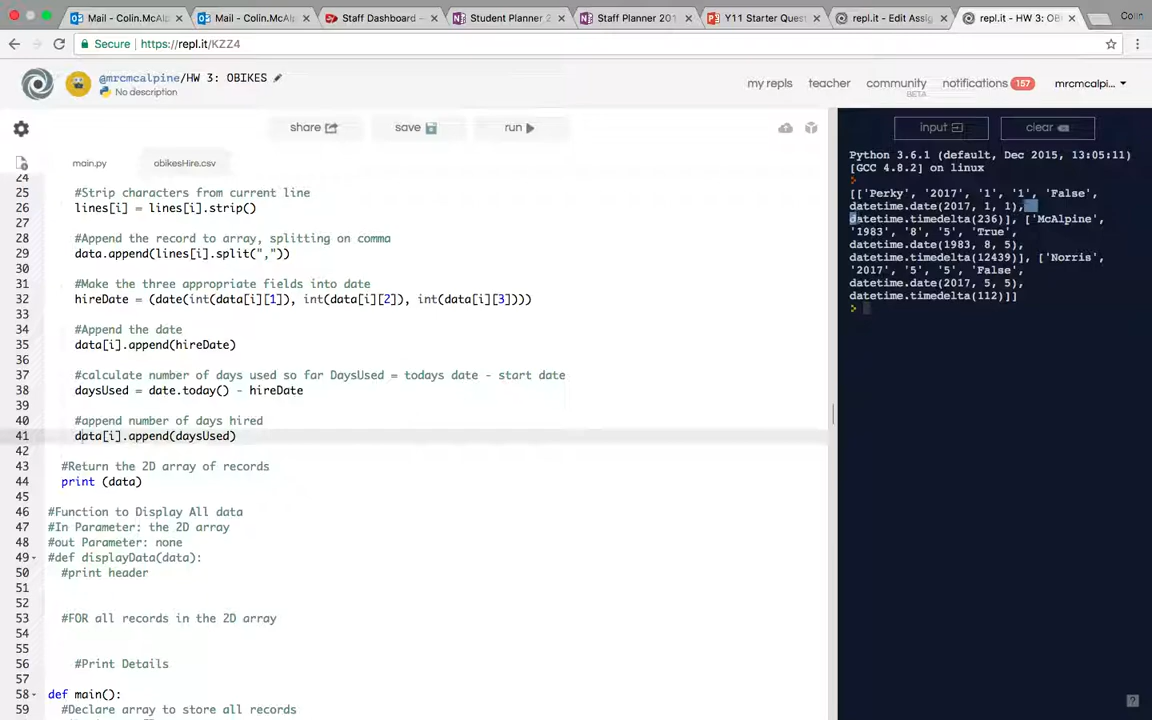 Mail - Colin.McAl
Mail - Colin.McAl
Staff Dashboard -
Student Planner 2
Staff Planner 201
Y11 Starter Quest
repl.it - Edit Assig
repl.it - HW 3: OBI
Colin
Secure
https://repl.it/KZZ4
@mrcmcalpine/HW 3: OBIKES
No description
my repls
teacher
community
BETA
notifications 157
mrcmcalpi...
share
save
run
input
clear
main.py
obikesHire.csv
24
25 #Strip characters from current line
26 lines[i] = lines[i].strip()
27
28 #Append the record to array, splitting on comma
29 data.append(lines[i].split(","))
30
31 #Make the three appropriate fields into date
32 hireDate = (date(int(data[i][1]), int(data[i][2]), int(data[i][3])))
33
34 #Append the date
35 data[i].append(hireDate)
36
37 #calculate number of days used so far DaysUsed = todays date - start date
38 daysUsed = date.today() - hireDate
39
40 #append number of days hired
41 data[i].append(daysUsed)
42
43 #Return the 2D array of records
44 print (data)
45
46 #Function to Display All data
47 #In Parameter: the 2D array
48 #out Parameter: none
49 #def displayData(data):
50 #print header
51
52
53 #FOR all records in the 2D array
54
55
56 #Print Details
57
58 def main():
59 #Declare array to store all records
Python 3.6.1 (default, Dec 2015, 13:05:11)
[GCC 4.8.2] on linux
[['Perky', '2017', '1', '1', 'False',
datetime.date(2017, 1, 1),
datetime.timedelta(236)], ['McAlpine',
'1983', '8', '5', 'True',
datetime.date(1983, 8, 5),
datetime.timedelta(12439)], ['Norris',
'2017', '5', '5', 'False',
datetime.date(2017, 5, 5),
datetime.timedelta(112)]]
>
?